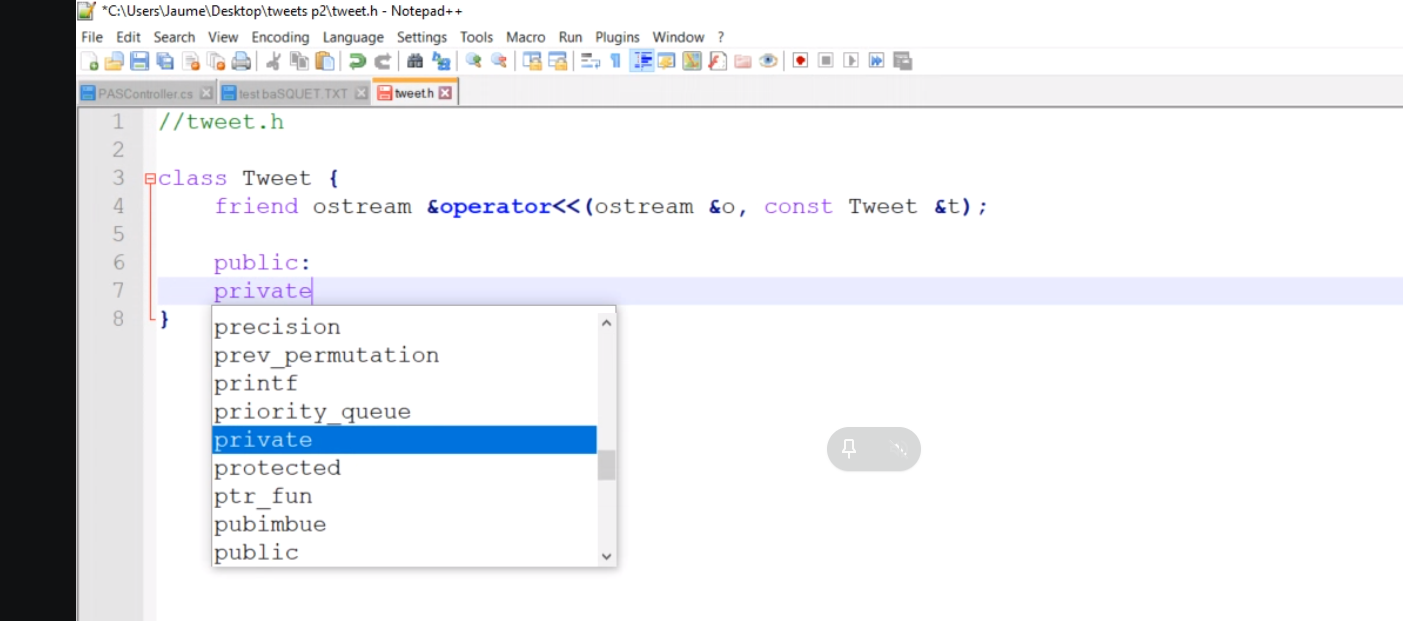 *C:\Users\Jaume\Desktop\tweets p2\tweet.h - Notepad++
File Edit Search View Encoding Language Settings Tools Macro Run Plugins Window ?
PASController.cs test baSQUET.TXT tweet.h
1 //tweet.h
2
3 class Tweet {
4 friend ostream &operator<<(ostream &o, const Tweet &t);
5
6 public:
7 private
8 }
precision
prev_permutation
printf
priority_queue
private
protected
ptr_fun
pubimbue
public